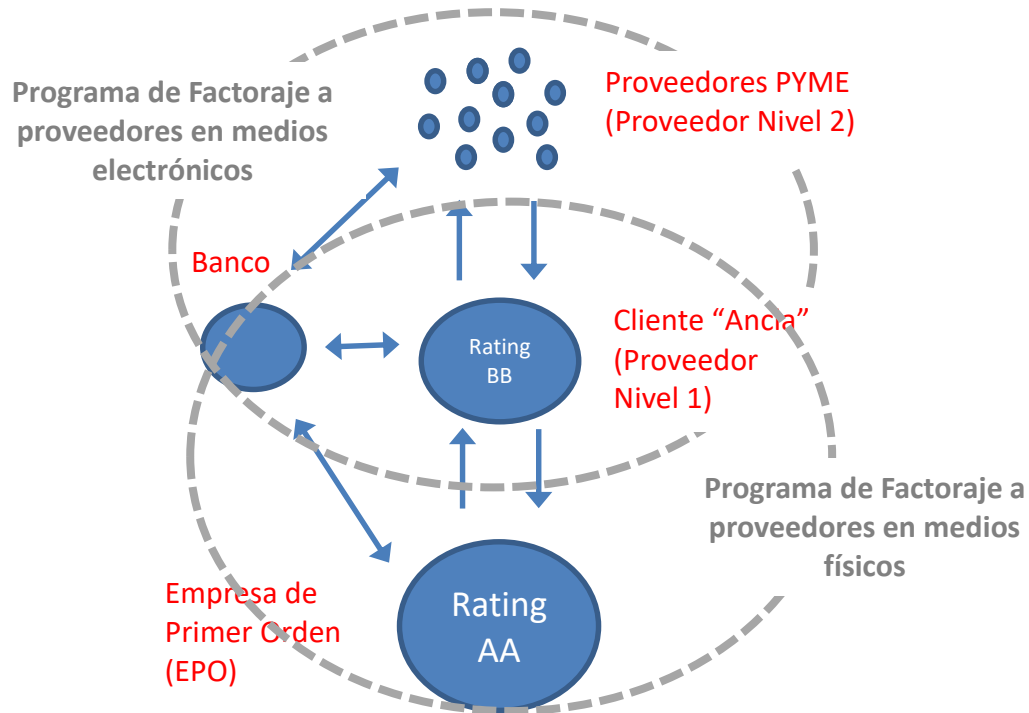 Programa de Factoraje a
proveedores en medios
electrónicos
Proveedores PYME
(Proveedor Nivel 2)
Banco
Rating
BB
Cliente “Ancla”
(Proveedor
Nivel 1)
Programa de Factoraje a
proveedores en medios
físicos
Empresa de
Primer Orden
(EPO)
Rating
AA